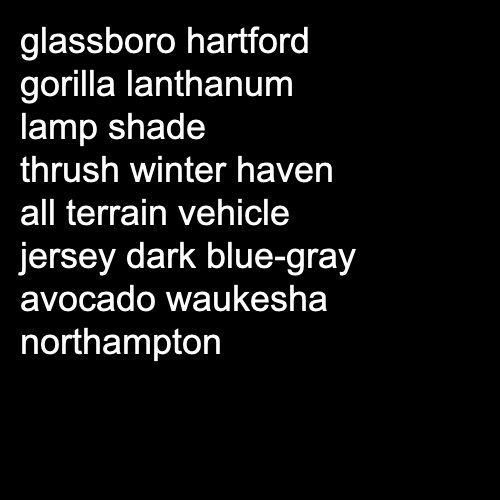 glassboro hartford
gorilla lanthanum
lamp shade
thrush winter haven
all terrain vehicle
jersey dark blue-gray
avocado waukesha
northampton